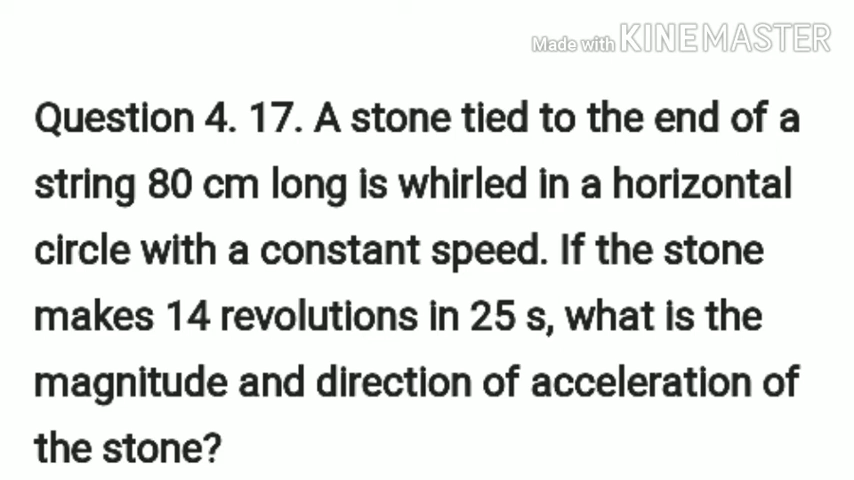 Made with KINEMASTER
Question 4. 17. A stone tied to the end of a
string 80 cm long is whirled in a horizontal
circle with a constant speed. If the stone
makes 14 revolutions in 25 s, what is the
magnitude and direction of acceleration of
the stone?